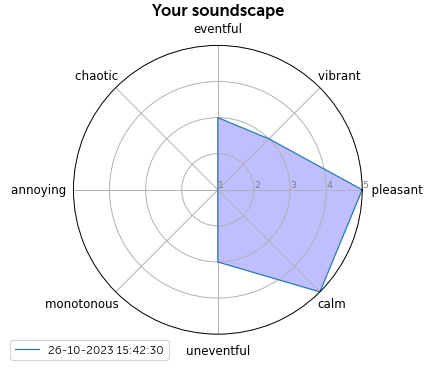 Your soundscape
eventful
chaotic
vibrant
annoying
1 2 3 4 5
pleasant
monotonous
calm
26-10-2023 15:42:30
uneventful